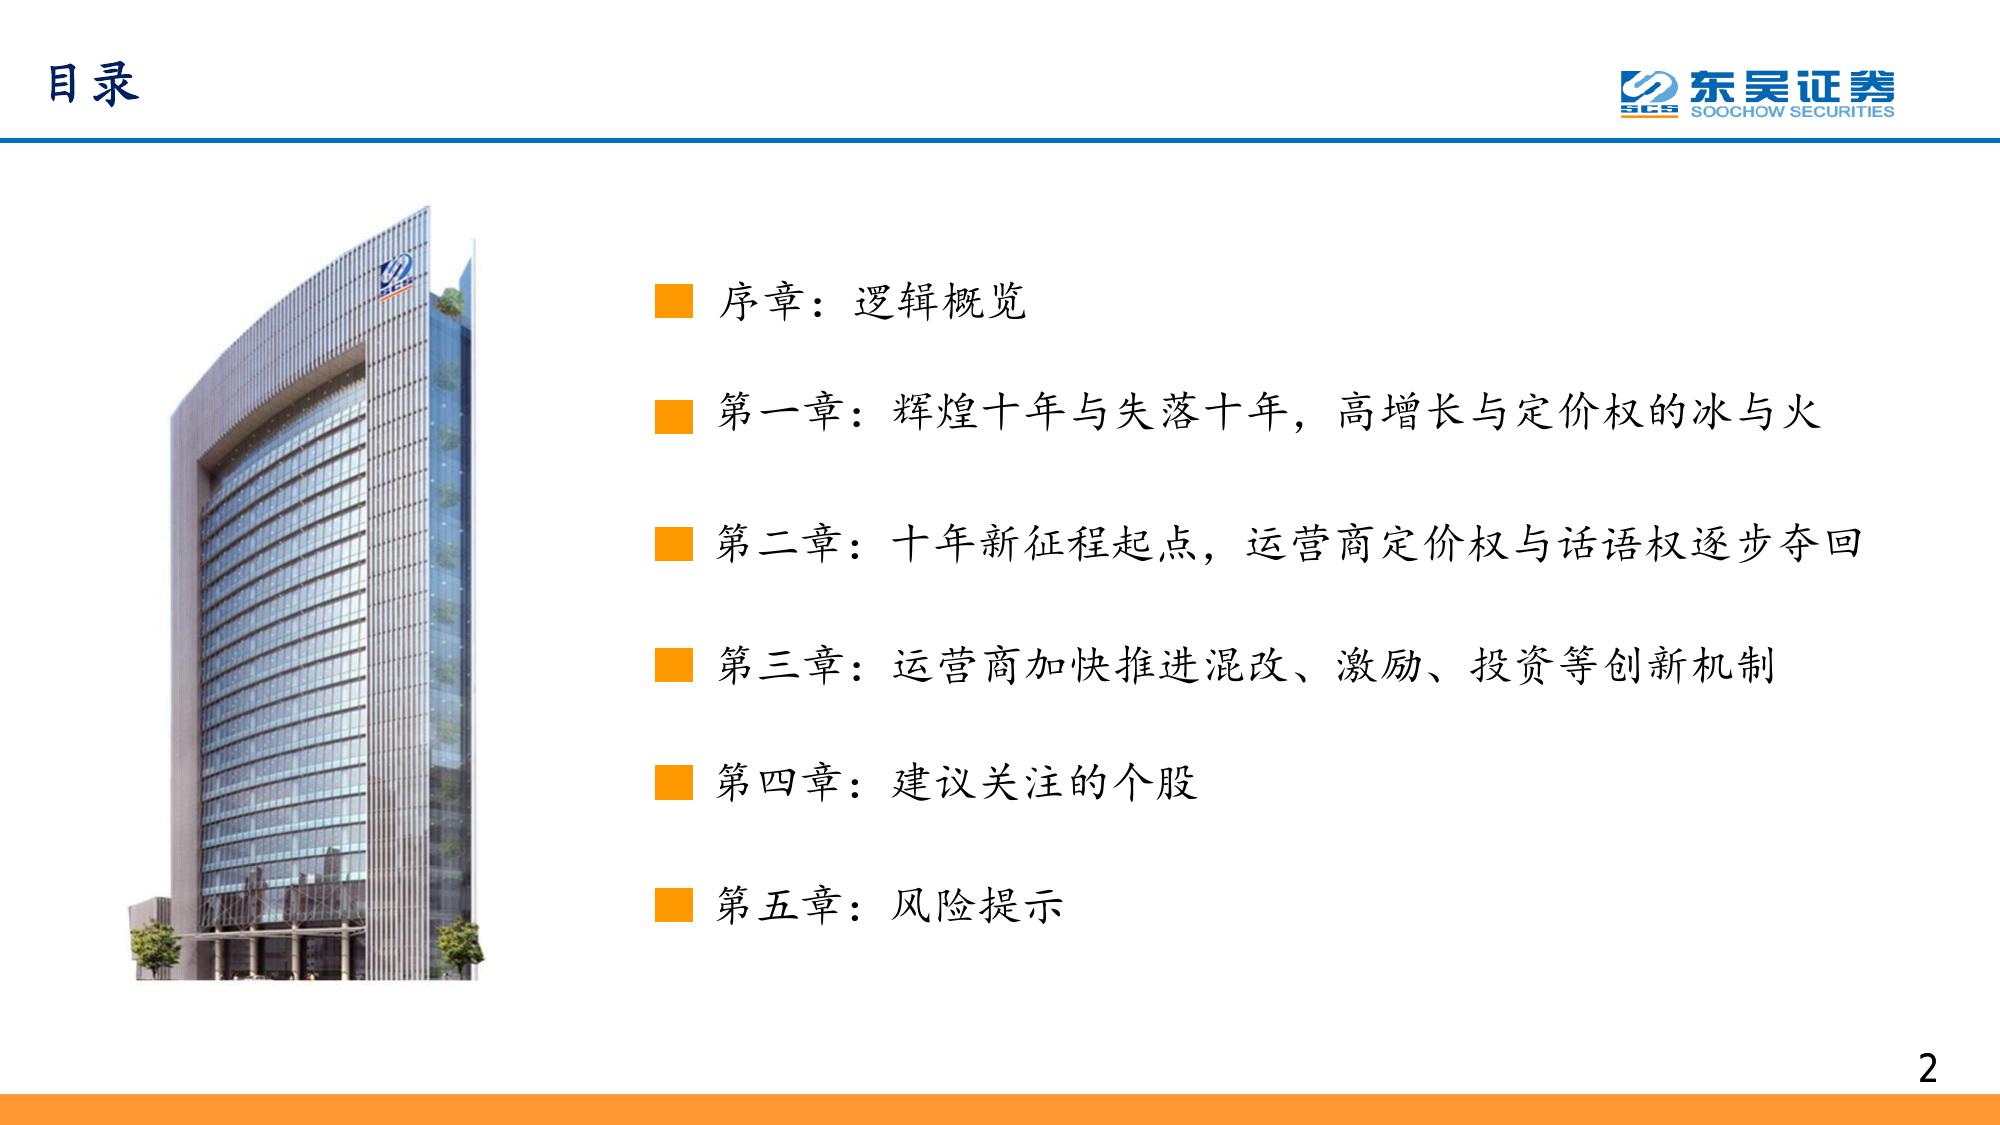 目录
东吴证券
SCS
SOOCHOW SECURITIES
SCS
序章：逻辑概览
第一章：辉煌十年与失落十年，高增长与定价权的冰与火
第二章：十年新征程起点，运营商定价权与话语权逐步夺回
第三章：运营商加快推进混改、激励、投资等创新机制
第四章：建议关注的个股
第五章：风险提示
2